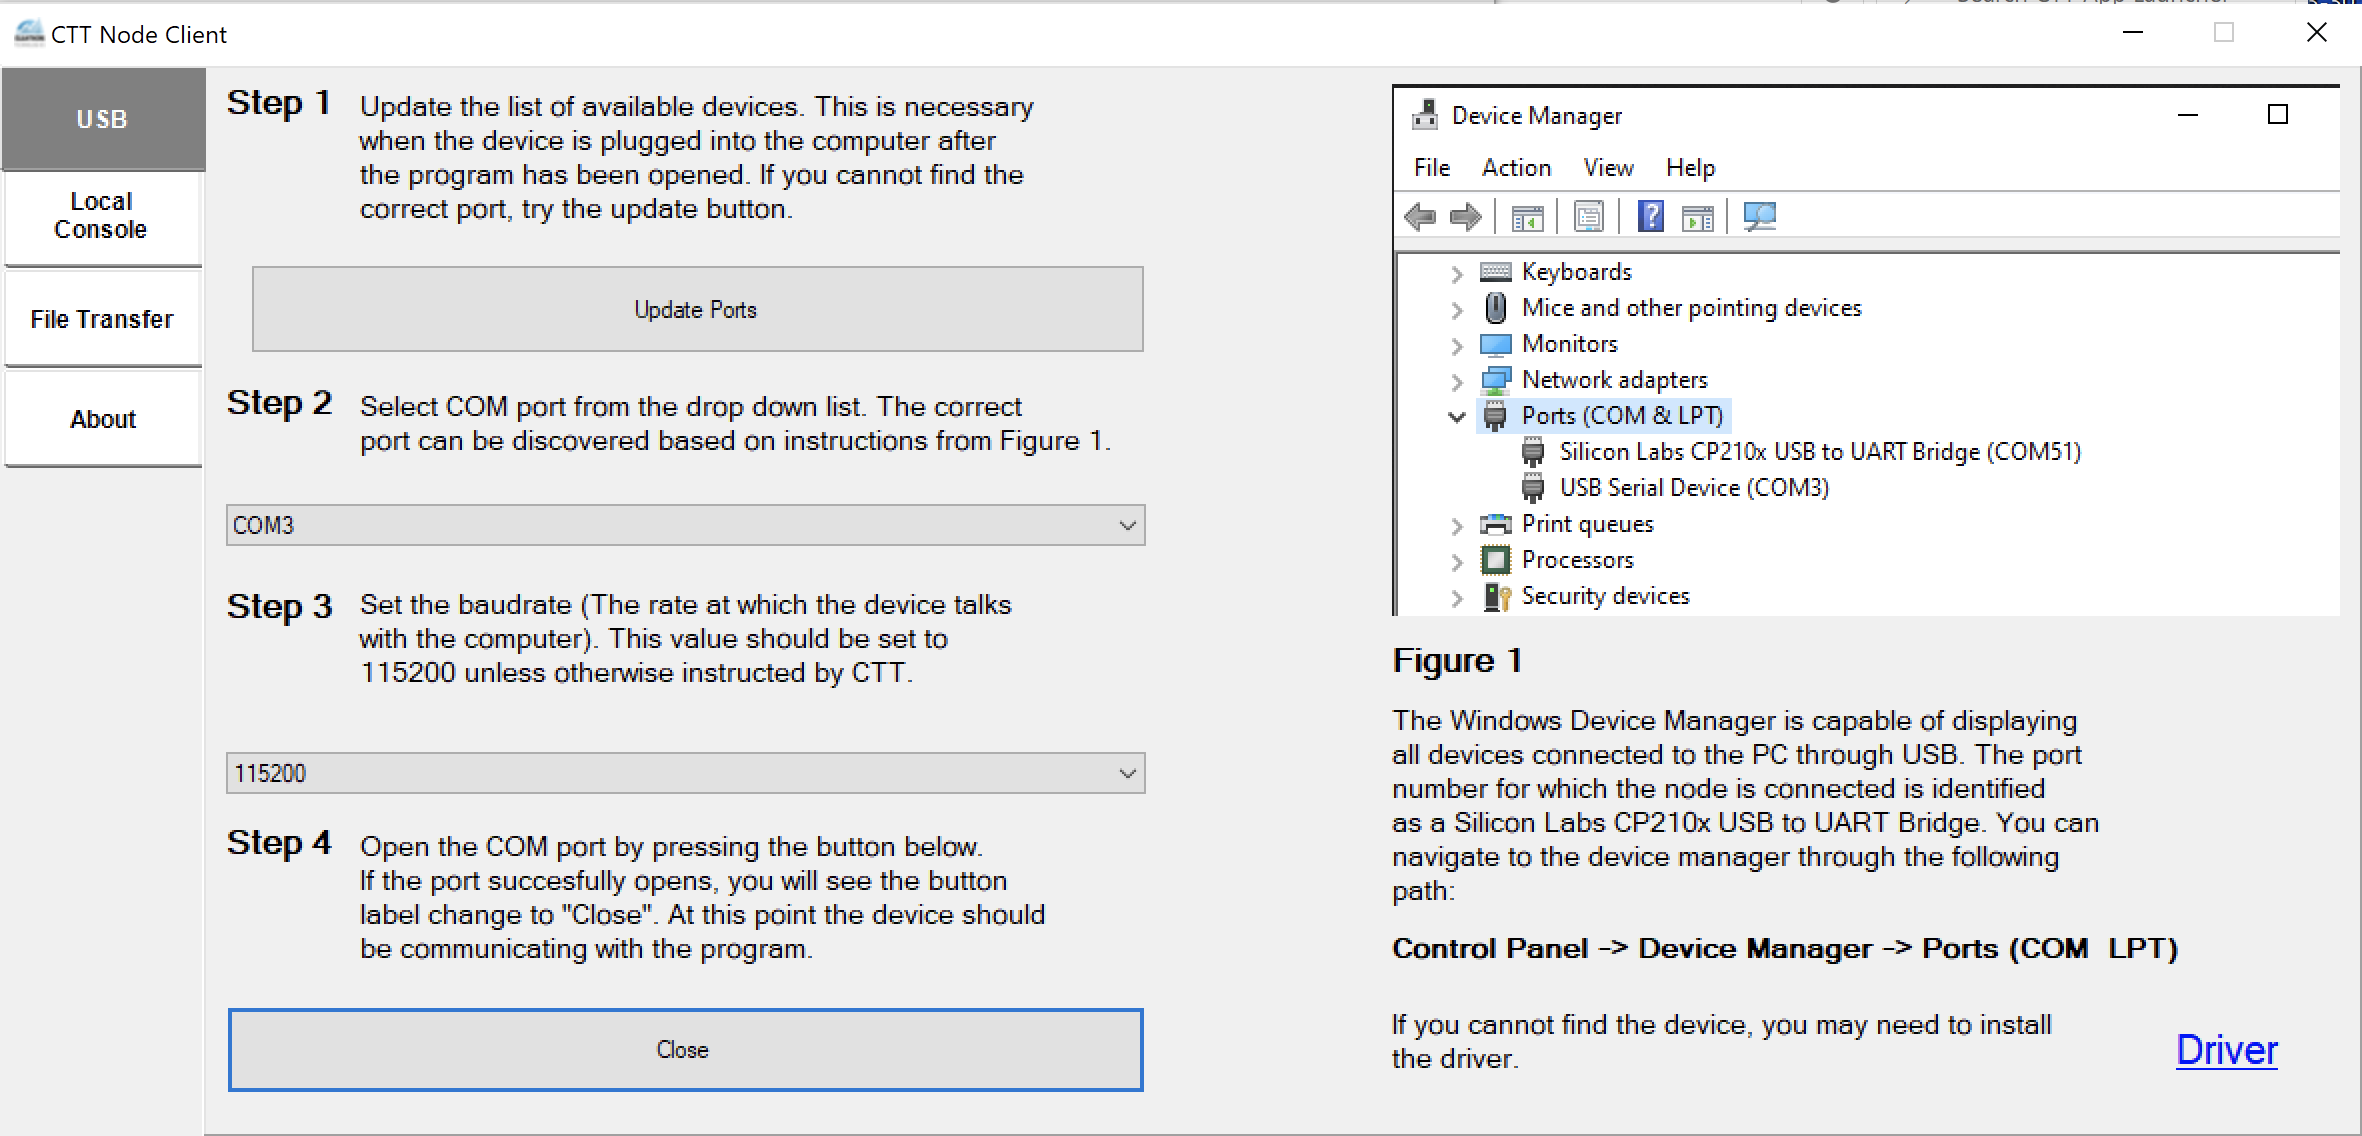 CTT Node Client
USB
Local
Console
File Transfer
About
Step 1
Update the list of available devices. This is necessary
when the device is plugged into the computer after
the program has been opened. If you cannot find the
correct port, try the update button.
Update Ports
Step 2
Select COM port from the drop down list. The correct
port can be discovered based on instructions from Figure 1.
COM3
Step 3
Set the baudrate (The rate at which the device talks
with the computer). This value should be set to
115200 unless otherwise instructed by CTT.
115200
Step 4
Open the COM port by pressing the button below.
If the port succesfully opens, you will see the button
label change to "Close". At this point the device should
be communicating with the program.
Close
Device Manager
File Action View Help
Keyboards
Mice and other pointing devices
Monitors
Network adapters
Ports (COM & LPT)
Silicon Labs CP210x USB to UART Bridge (COM51)
USB Serial Device (COM3)
Print queues
Processors
Security devices
Figure 1
The Windows Device Manager is capable of displaying
all devices connected to the PC through USB. The port
number for which the node is connected is identified
as a Silicon Labs CP210x USB to UART Bridge. You can
navigate to the device manager through the following
path:
Control Panel -> Device Manager -> Ports (COM  LPT)
If you cannot find the device, you may need to install
the driver.
Driver